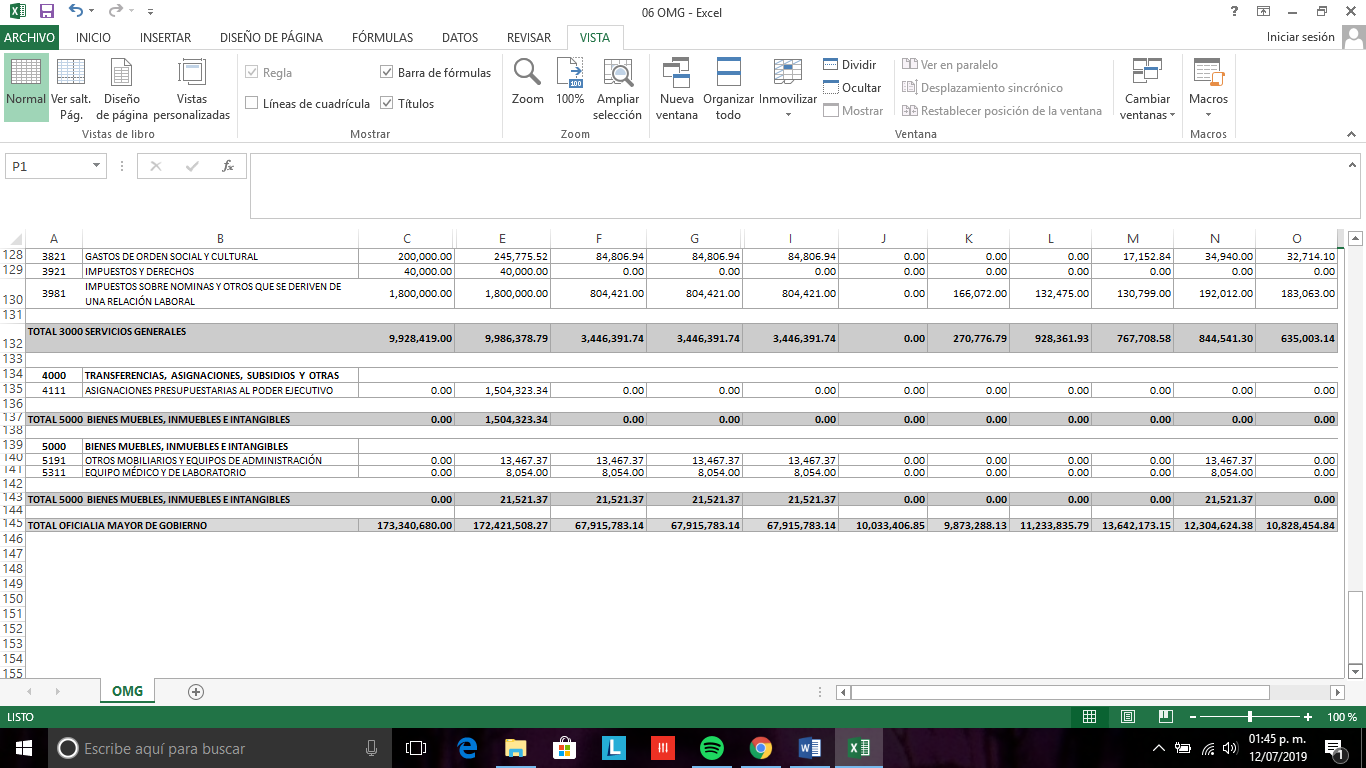 06 OMG - Excel
ARCHIVO INICIO INSERTAR DISEÑO DE PÁGINA FÓRMULAS DATOS REVISAR VISTA Iniciar sesión
Normal Ver salt. Pág. Diseño de página Vistas personalizadas
Vistas de libro
Regla Barra de fórmulas
Líneas de cuadrícula Títulos
Mostrar
Zoom 100% Ampliar selección
Zoom
Nueva ventana Organizar todo Inmovilizar
Dividir Ver en paralelo
Ocultar Desplazamiento sincrónico
Mostrar Restablecer posición de la ventana
Cambiar ventanas
Ventana
Macros
Macros
P1 fx
A B C E F G I J K L M N O
128 3821 GASTOS DE ORDEN SOCIAL Y CULTURAL 200,000.00 245,775.52 84,806.94 84,806.94 84,806.94 0.00 0.00 0.00 17,152.84 34,940.00 32,714.10
129 3921 IMPUESTOS Y DERECHOS 40,000.00 40,000.00 0.00 0.00 0.00 0.00 0.00 0.00 0.00 0.00 0.00
130 3981 IMPUESTOS SOBRE NOMINAS Y OTROS QUE SE DERIVEN DE UNA RELACIÓN LABORAL 1,800,000.00 1,800,000.00 804,421.00 804,421.00 804,421.00 0.00 166,072.00 132,475.00 130,799.00 192,012.00 183,063.00
131
132 TOTAL 3000 SERVICIOS GENERALES 9,928,419.00 9,986,378.79 3,446,391.74 3,446,391.74 3,446,391.74 0.00 270,776.79 928,361.93 767,708.58 844,541.30 635,003.14
133
134 4000 TRANSFERENCIAS, ASIGNACIONES, SUBSIDIOS Y OTRAS
135 4111 ASIGNACIONES PRESUPUESTARIAS AL PODER EJECUTIVO 0.00 1,504,323.34 0.00 0.00 0.00 0.00 0.00 0.00 0.00 0.00 0.00
136
137 TOTAL 5000 BIENES MUEBLES, INMUEBLES E INTANGIBLES 0.00 1,504,323.34 0.00 0.00 0.00 0.00 0.00 0.00 0.00 0.00 0.00
138
139 5000 BIENES MUEBLES, INMUEBLES E INTANGIBLES
140 5191 OTROS MOBILIARIOS Y EQUIPOS DE ADMINISTRACIÓN 0.00 13,467.37 13,467.37 13,467.37 13,467.37 0.00 0.00 0.00 0.00 13,467.37 0.00
141 5311 EQUIPO MÉDICO Y DE LABORATORIO 0.00 8,054.00 8,054.00 8,054.00 8,054.00 0.00 0.00 0.00 0.00 8,054.00 0.00
142
143 TOTAL 5000 BIENES MUEBLES, INMUEBLES E INTANGIBLES 0.00 21,521.37 21,521.37 21,521.37 21,521.37 0.00 0.00 0.00 0.00 21,521.37 0.00
144
145 TOTAL OFICIALIA MAYOR DE GOBIERNO 173,340,680.00 172,421,508.27 67,915,783.14 67,915,783.14 67,915,783.14 10,033,406.85 9,873,288.13 11,233,835.79 13,642,173.15 12,304,624.38 10,828,454.84
146
147
148
149
150
151
152
153
154
155
OMG
LISTO 100 %
Escribe aquí para buscar
01:45 p. m.
12/07/2019
1